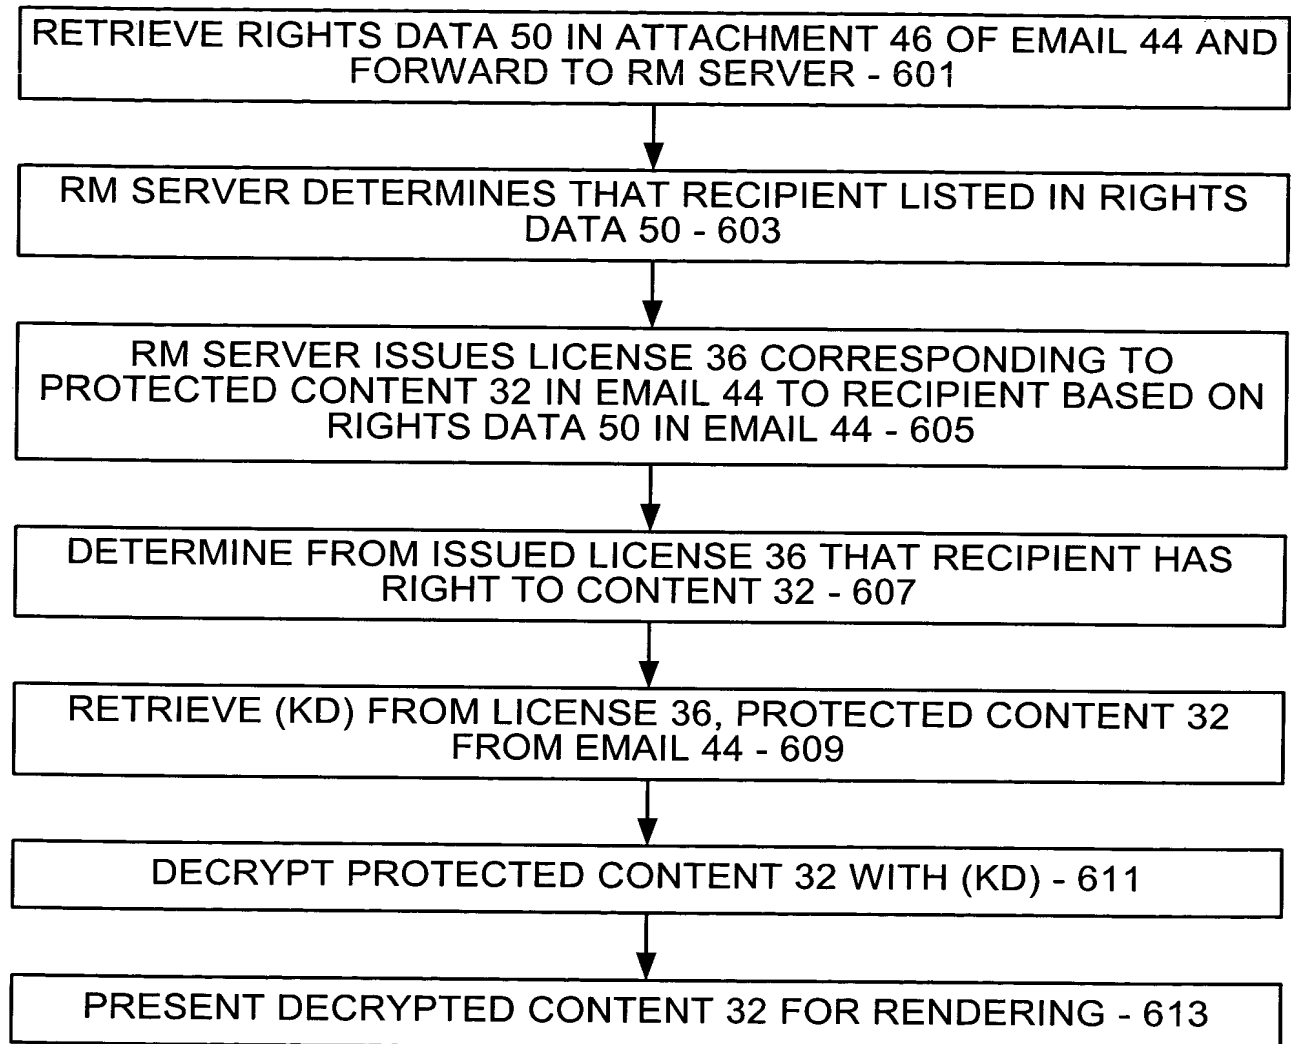 RETRIEVE RIGHTS DATA 50 IN ATTACHMENT 46 OF EMAIL 44 AND
FORWARD TO RM SERVER - 601
RM SERVER DETERMINES THAT RECIPIENT LISTED IN RIGHTS
DATA 50 - 603
RM SERVER ISSUES LICENSE 36 CORRESPONDING TO
PROTECTED CONTENT 32 IN EMAIL 44 TO RECIPIENT BASED ON
RIGHTS DATA 50 IN EMAIL 44 - 605
DETERMINE FROM ISSUED LICENSE 36 THAT RECIPIENT HAS
RIGHT TO CONTENT 32 - 607
RETRIEVE (KD) FROM LICENSE 36, PROTECTED CONTENT 32
FROM EMAIL 44 - 609
DECRYPT PROTECTED CONTENT 32 WITH (KD) - 611
PRESENT DECRYPTED CONTENT 32 FOR RENDERING - 613